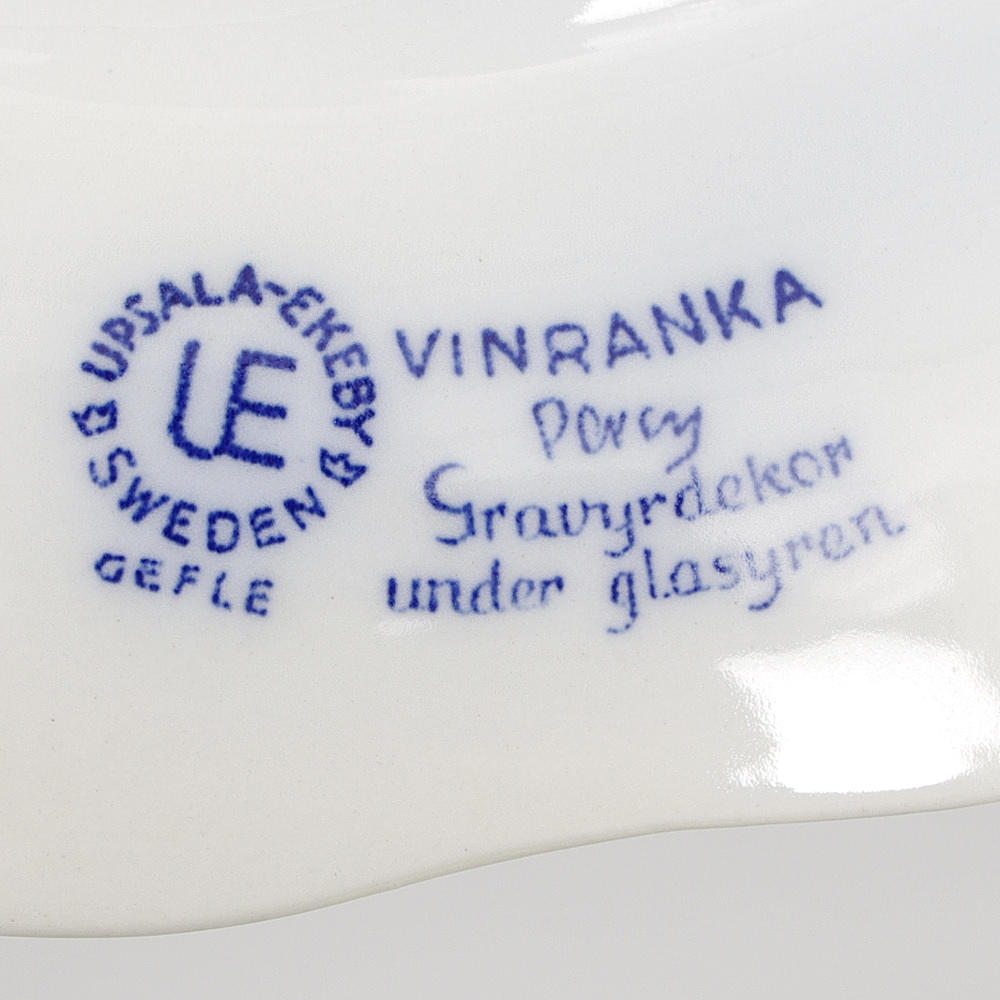 UPSALA-EKEBY
UE
SWEDEN
GEFLE
VINRANKA
Percy
Gravyrdekor
under glasyren